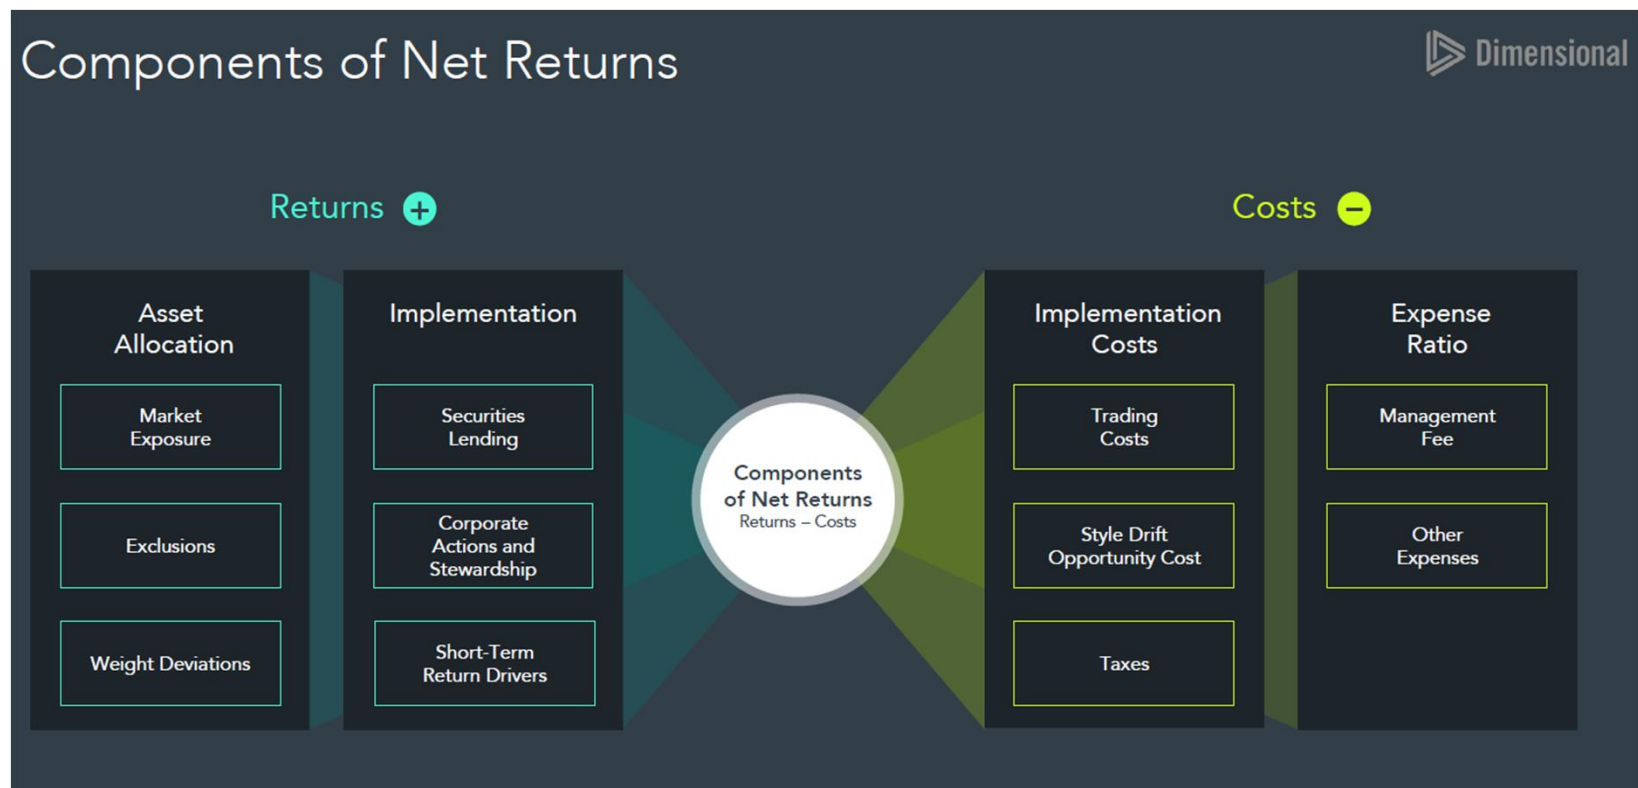 Components of Net Returns
Dimensional
Returns +
Costs −
Asset
Allocation
Market
Exposure
Exclusions
Weight Deviations
Implementation
Securities
Lending
Corporate
Actions and
Stewardship
Short-Term
Return Drivers
Components
of Net Returns
Returns – Costs
Implementation
Costs
Trading
Costs
Style Drift
Opportunity Cost
Taxes
Expense
Ratio
Management
Fee
Other
Expenses